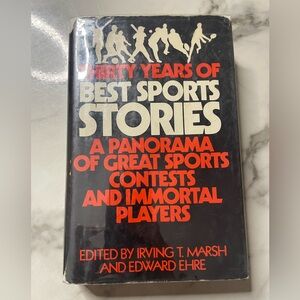 THIRTY YEARS OF
BEST SPORTS
STORIES
A PANORAMA
OF GREAT SPORTS
CONTESTS
AND IMMORTAL
PLAYERS
EDITED BY IRVING T. MARSH
AND EDWARD EHRE